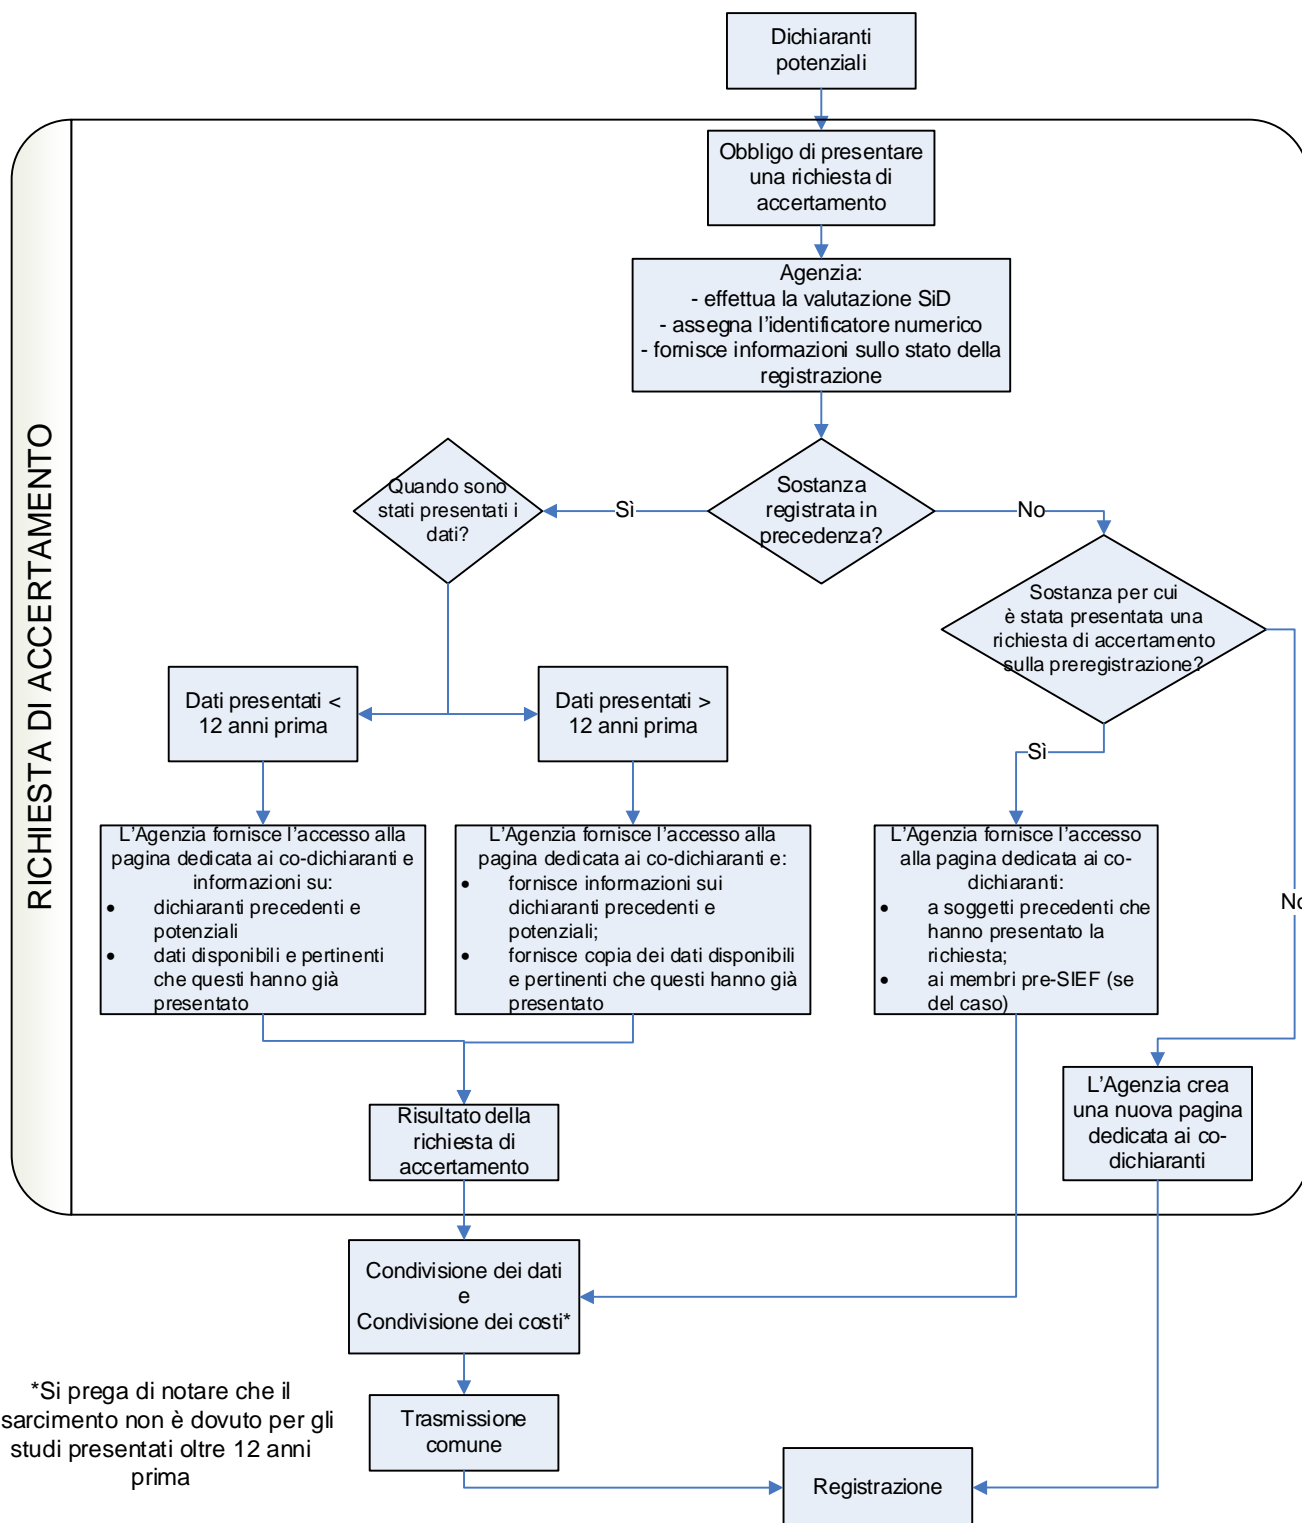 Dichiaranti
potenziali
Obbligo di presentare
una richiesta di
accertamento
Agenzia:
- effettua la valutazione SiD
- assegna l'identificatore numerico
- fornisce informazioni sullo stato della
registrazione
RICHIESTA DI ACCERTAMENTO
Quando sono
stati presentati i
dati?
Sì
Sostanza
registrata in
precedenza?
No
Sostanza per cui
è stata presentata una
richiesta di accertamento
sulla preregistrazione?
Dati presentati <
12 anni prima
Dati presentati >
12 anni prima
Sì
No
L'Agenzia fornisce l'accesso alla
pagina dedicata ai co-dichiaranti e
informazioni su:
• dichiaranti precedenti e
potenziali
• dati disponibili e pertinenti
che questi hanno già
presentato
L'Agenzia fornisce l'accesso alla
pagina dedicata ai co-dichiaranti e:
• fornisce informazioni sui
dichiaranti precedenti e
potenziali;
• fornisce copia dei dati disponibili
e pertinenti che questi hanno già
presentato
L'Agenzia fornisce l'accesso
alla pagina dedicata ai co-
dichiaranti:
• a soggetti precedenti che
hanno presentato la
richiesta;
• ai membri pre-SIEF (se
del caso)
L'Agenzia crea
una nuova pagina
dedicata ai co-
dichiaranti
Risultato della
richiesta di
accertamento
Condivisione dei dati
e
Condivisione dei costi*
*Si prega di notare che il
sarcimento non è dovuto per gli
studi presentati oltre 12 anni
prima
Trasmissione
comune
Registrazione